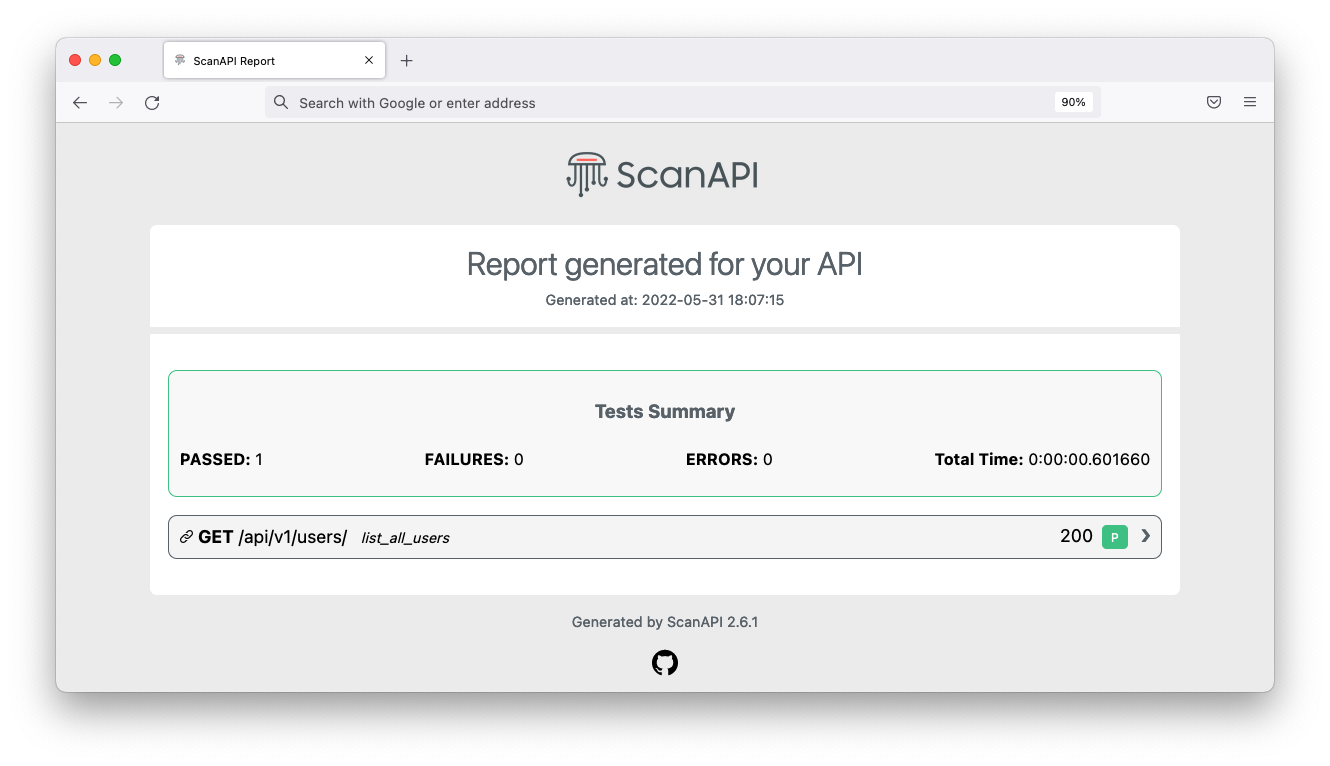 ScanAPI Report
Search with Google or enter address 90%
ScanAPI
Report generated for your API
Generated at: 2022-05-31 18:07:15
Tests Summary
PASSED: 1 FAILURES: 0 ERRORS: 0 Total Time: 0:00:00.601660
GET /api/v1/users/ list_all_users 200 P
Generated by ScanAPI 2.6.1